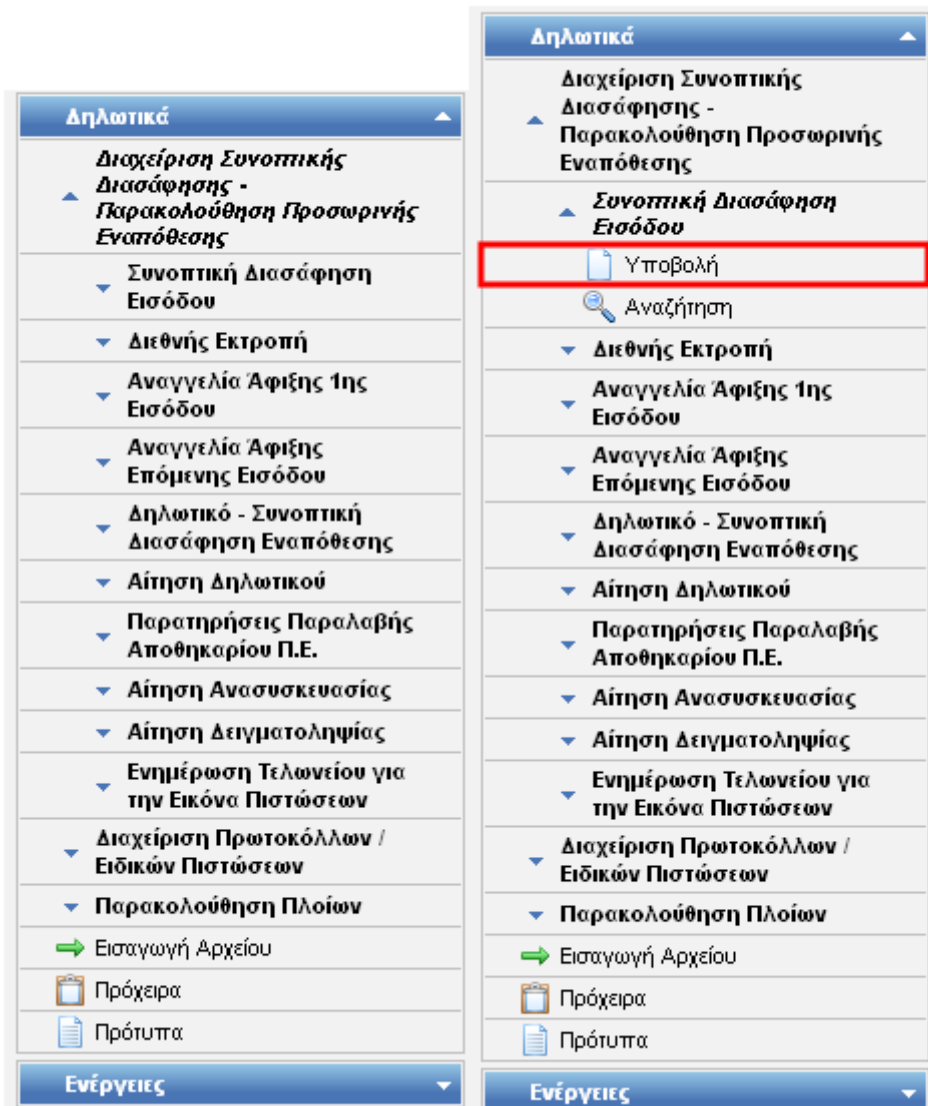 Δηλωτικά
Διαχείριση Συνοπτικής
Διασάφησης -
Παρακολούθηση Προσωρινής
Εναπόθεσης
Συνοπτική Διασάφηση
Εισόδου
Διεθνής Εκτροπή
Αναγγελία Άφιξης 1ης
Εισόδου
Αναγγελία Άφιξης
Επόμενης Εισόδου
Δηλωτικό - Συνοπτική
Διασάφηση Εναπόθεσης
Αίτηση Δηλωτικού
Παρατηρήσεις Παραλαβής
Αποθηκαρίου Π.Ε.
Αίτηση Ανασυσκευασίας
Αίτηση Δειγματοληψίας
Ενημέρωση Τελωνείου για
την Εικόνα Πιστώσεων
Διαχείριση Πρωτοκόλλων /
Ειδικών Πιστώσεων
Παρακολούθηση Πλοίων
Εισαγωγή Αρχείου
Πρόχειρα
Πρότυπα
Ενέργειες
Δηλωτικά
Διαχείριση Συνοπτικής
Διασάφησης -
Παρακολούθηση Προσωρινής
Εναπόθεσης
Συνοπτική Διασάφηση
Εισόδου
Υποβολή
Αναζήτηση
Διεθνής Εκτροπή
Αναγγελία Άφιξης 1ης
Εισόδου
Αναγγελία Άφιξης
Επόμενης Εισόδου
Δηλωτικό - Συνοπτική
Διασάφηση Εναπόθεσης
Αίτηση Δηλωτικού
Παρατηρήσεις Παραλαβής
Αποθηκαρίου Π.Ε.
Αίτηση Ανασυσκευασίας
Αίτηση Δειγματοληψίας
Ενημέρωση Τελωνείου για
την Εικόνα Πιστώσεων
Διαχείριση Πρωτοκόλλων /
Ειδικών Πιστώσεων
Παρακολούθηση Πλοίων
Εισαγωγή Αρχείου
Πρόχειρα
Πρότυπα
Ενέργειες